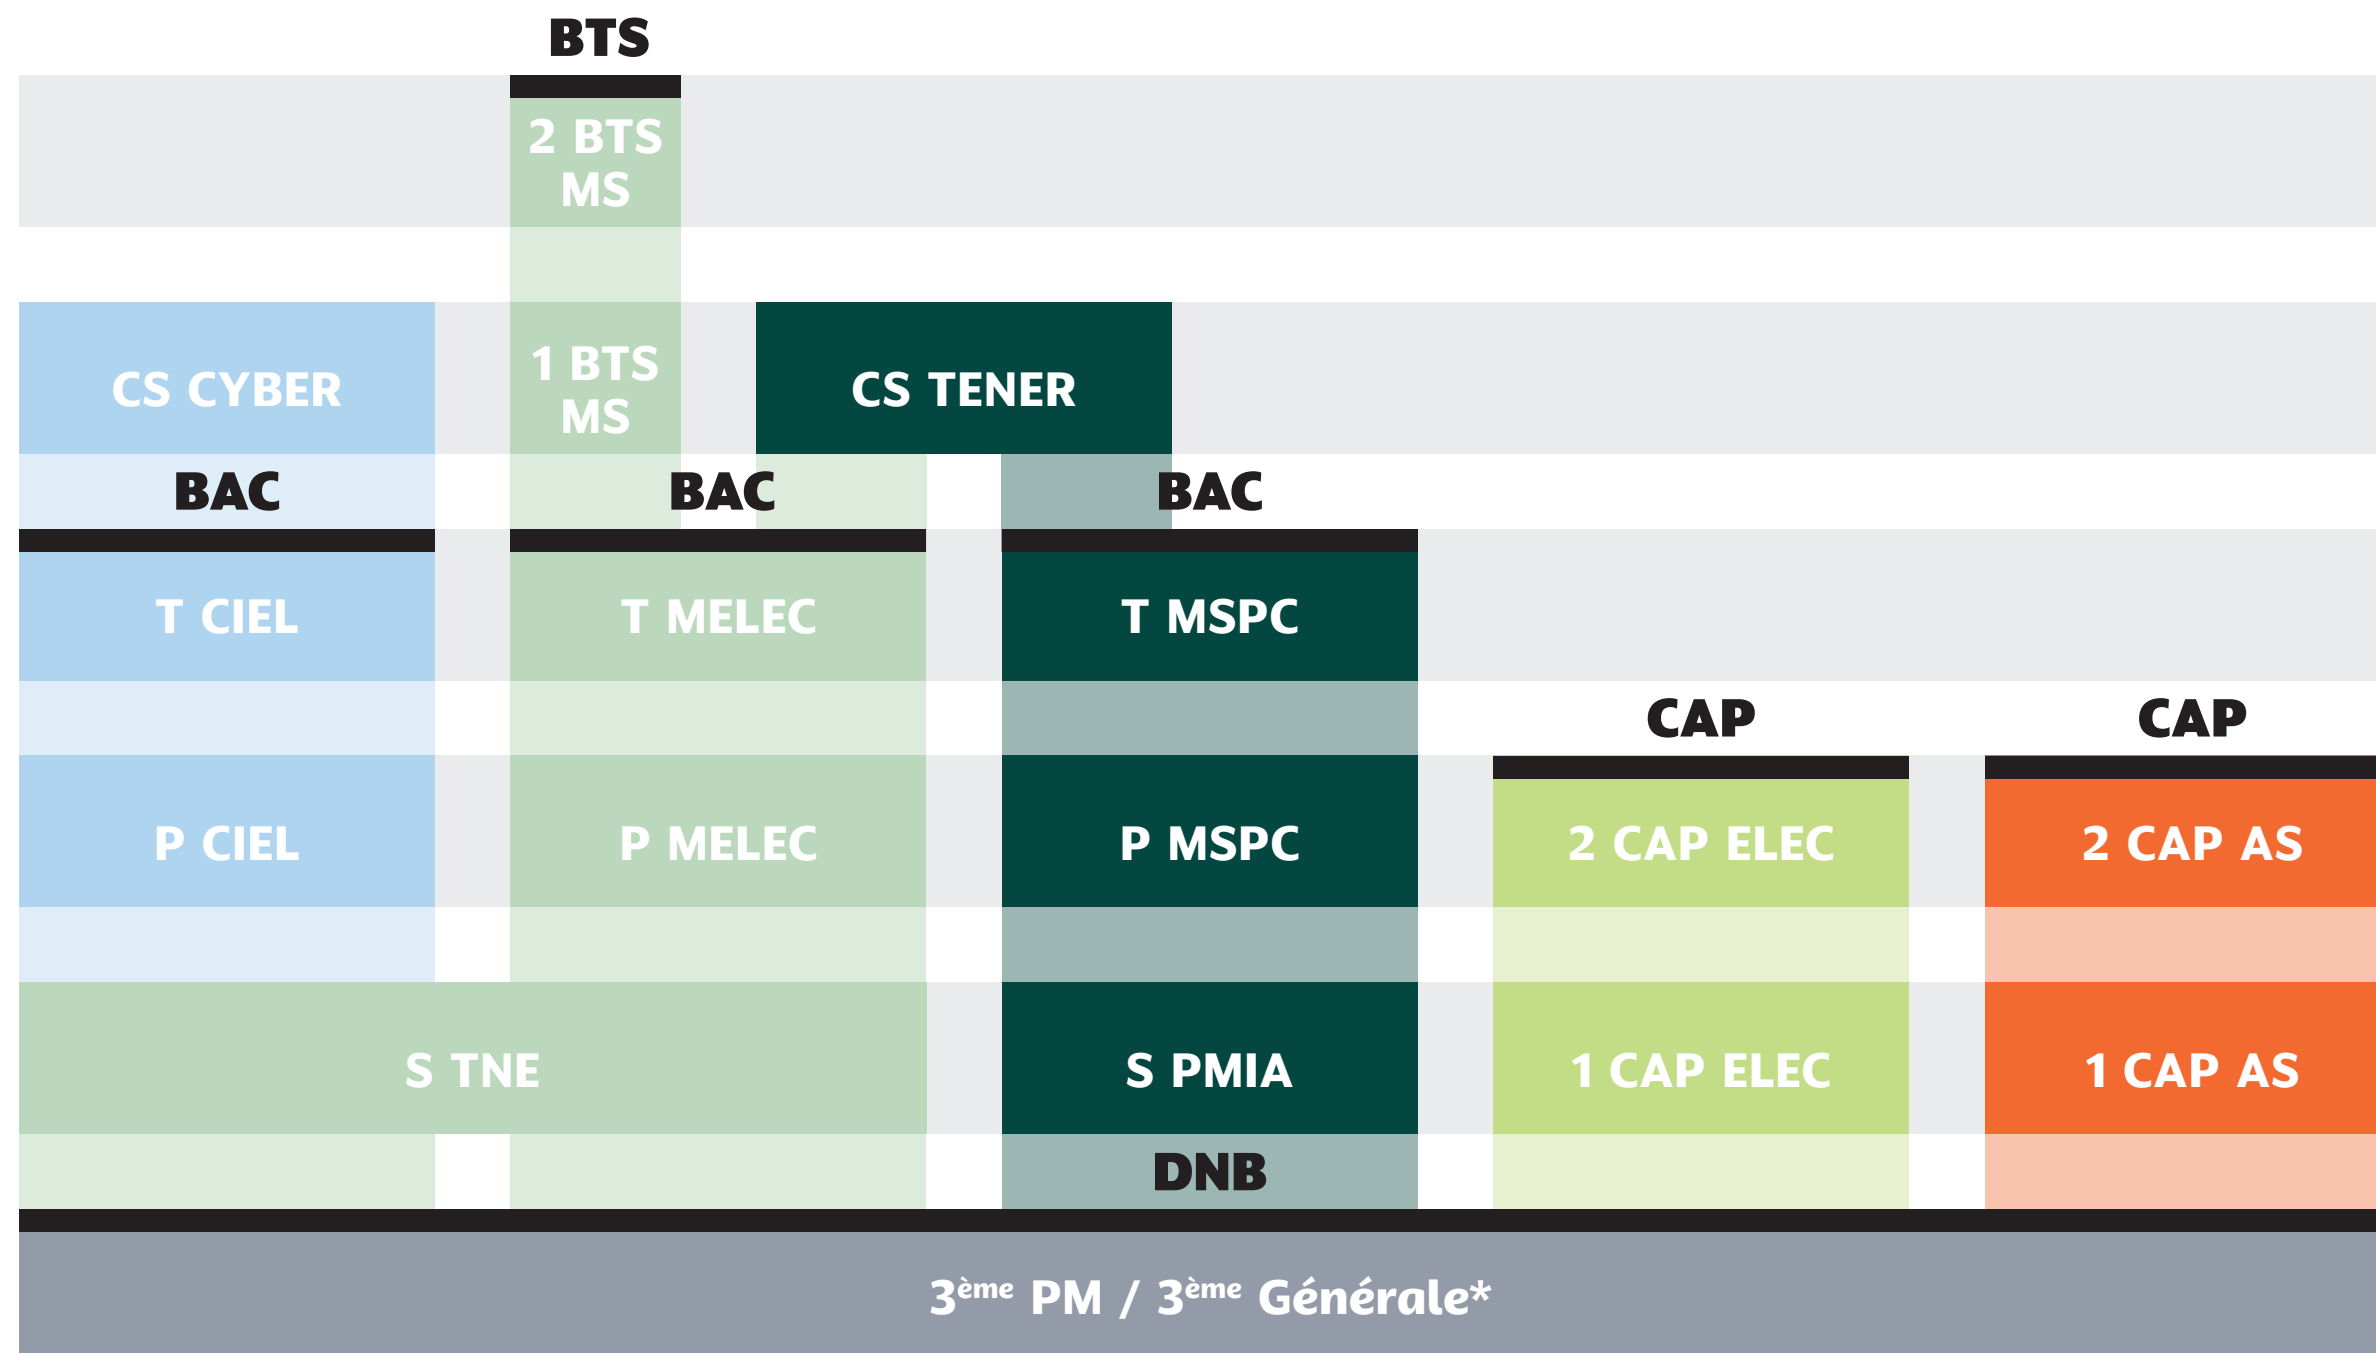 BTS
2 BTS
MS
CS CYBER
1 BTS
MS
CS TENER
BAC
BAC
BAC
T CIEL
T MELEC
T MSPC
CAP
CAP
P CIEL
P MELEC
P MSPC
2 CAP ELEC
2 CAP AS
S TNE
S PMIA
1 CAP ELEC
1 CAP AS
DNB
3ème PM / 3ème Générale*